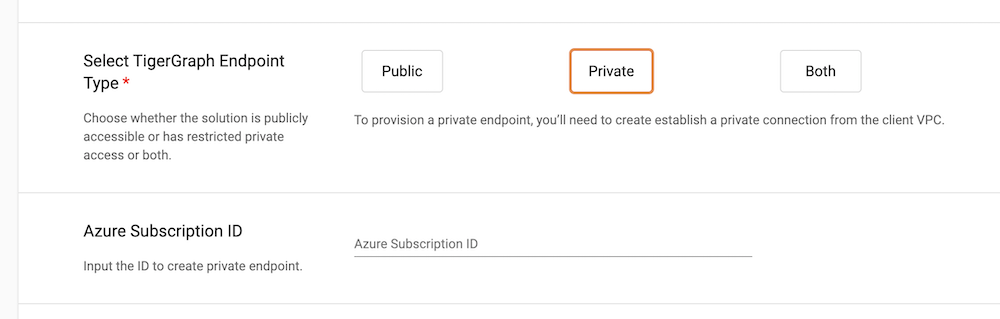 Select TigerGraph Endpoint
Type *
Public
Private
Both
Choose whether the solution is publicly
accessible or has restricted private
access or both.
To provision a private endpoint, you'll need to create establish a private connection from the client VPC.
Azure Subscription ID
Input the ID to create private endpoint.
Azure Subscription ID